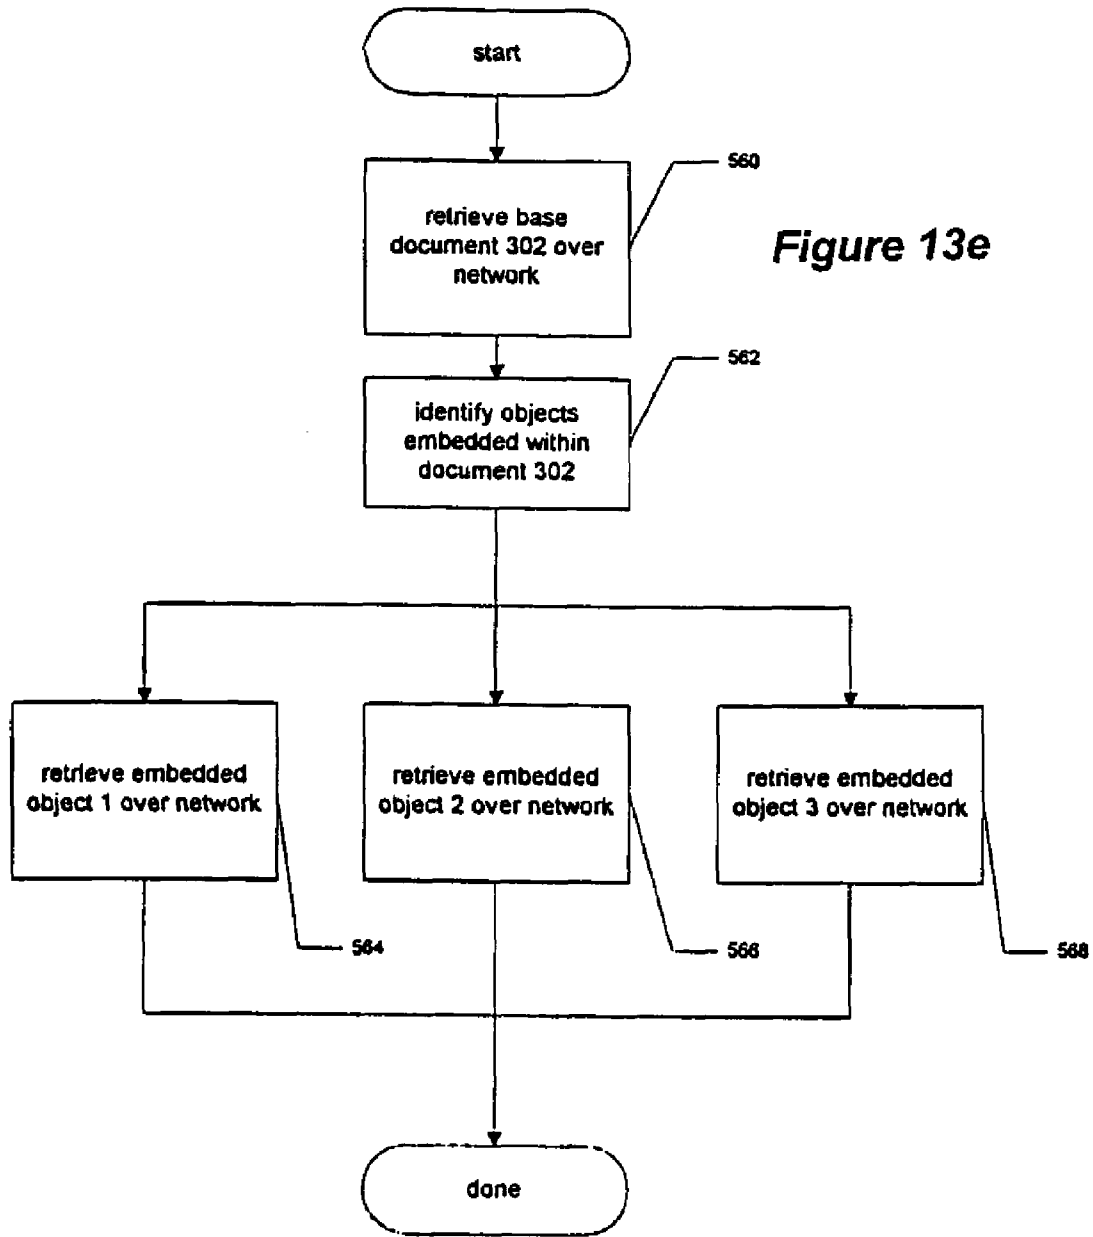 start
560
retrieve base
document 302 over
network
Figure 13e
562
identify objects
embedded within
document 302
retrieve embedded
object 1 over network
retrieve embedded
object 2 over network
retrieve embedded
object 3 over network
564
566
568
done